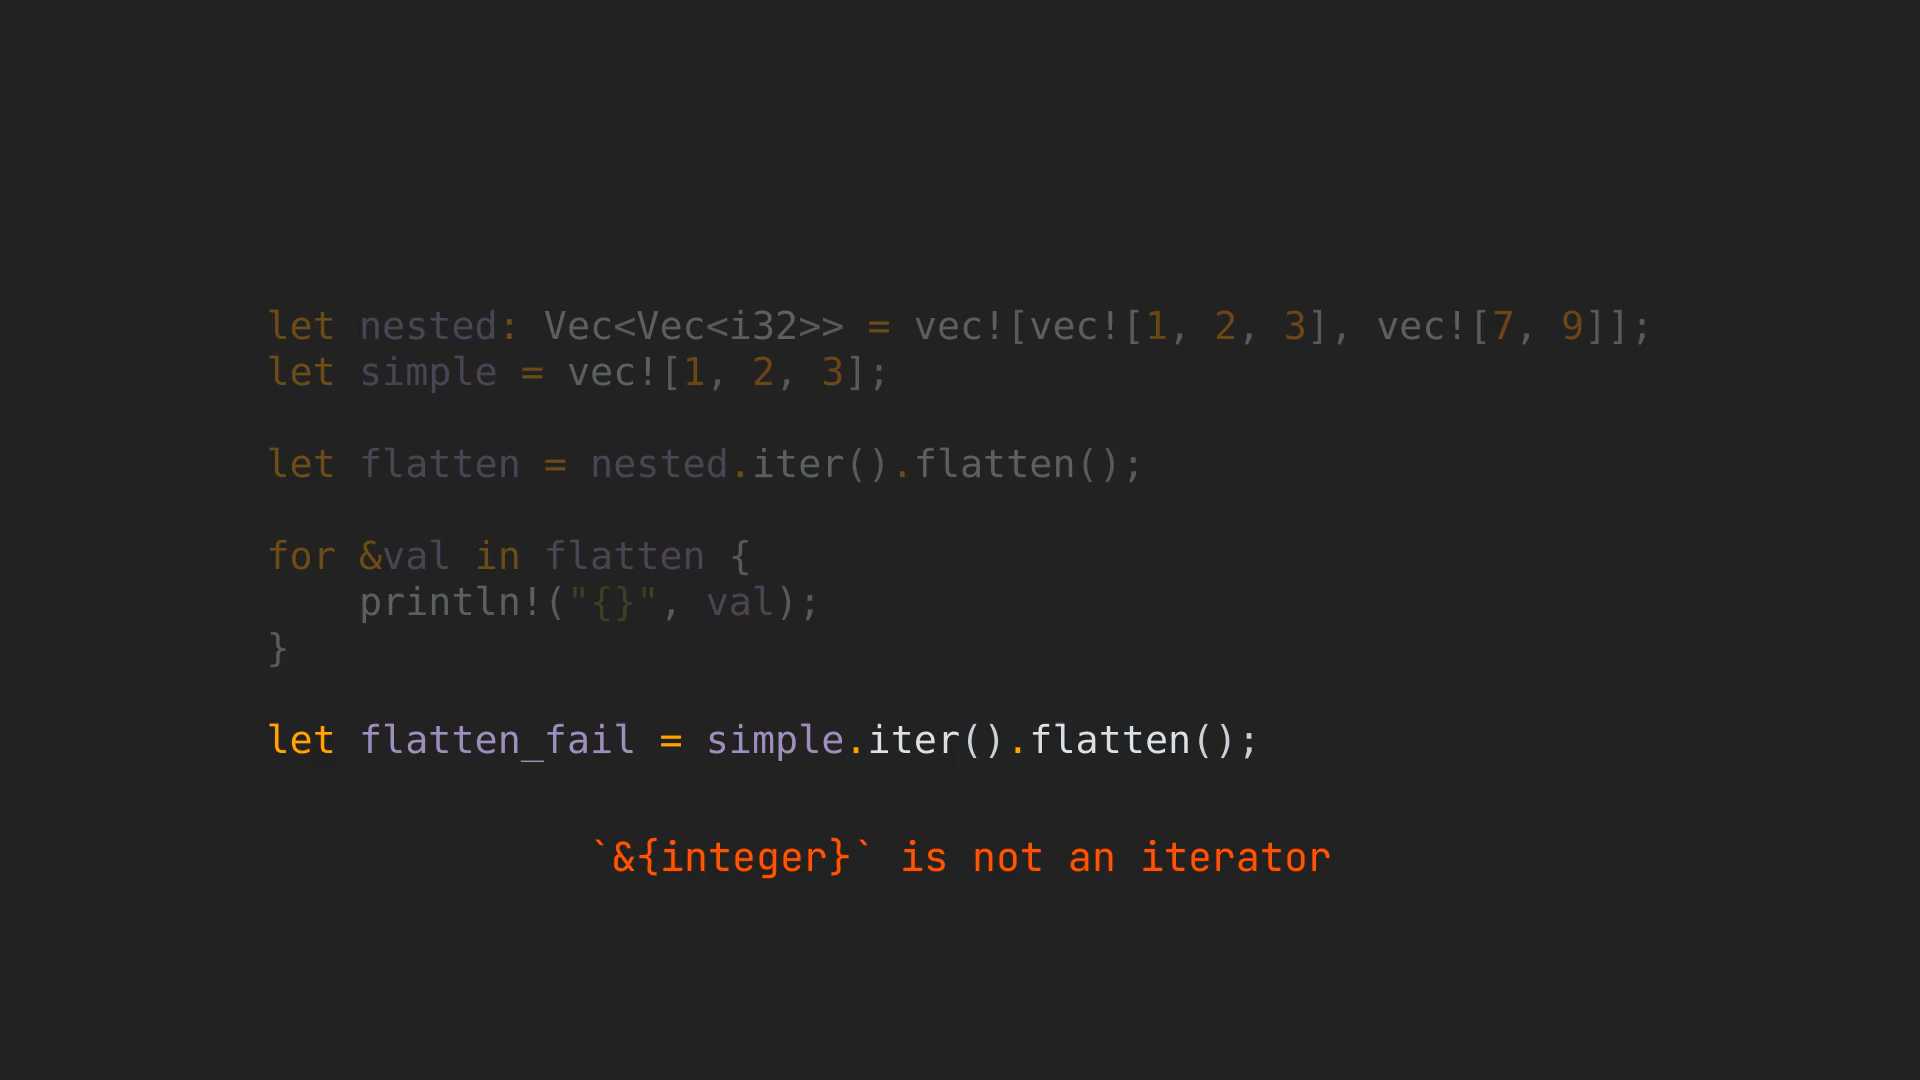 let nested: Vec<Vec<i32>> = vec![vec![1, 2, 3], vec![7, 9]];
let simple = vec![1, 2, 3];
let flatten = nested.iter().flatten();
for &val in flatten {
    println!("{}", val);
}
let flatten_fail = simple.iter().flatten();
`&{integer}` is not an iterator